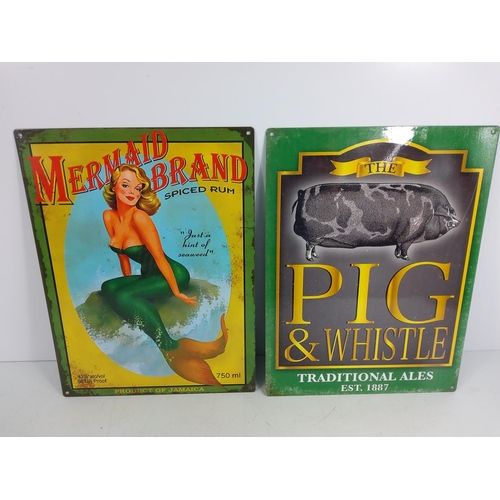 MERMAID
BRAND
SPICED RUM
"Just a
hint of
seaweed"
750 ml
PRODUCT OF JAMAICA
THE
PIG
& WHISTLE
TRADITIONAL ALES
EST. 1887